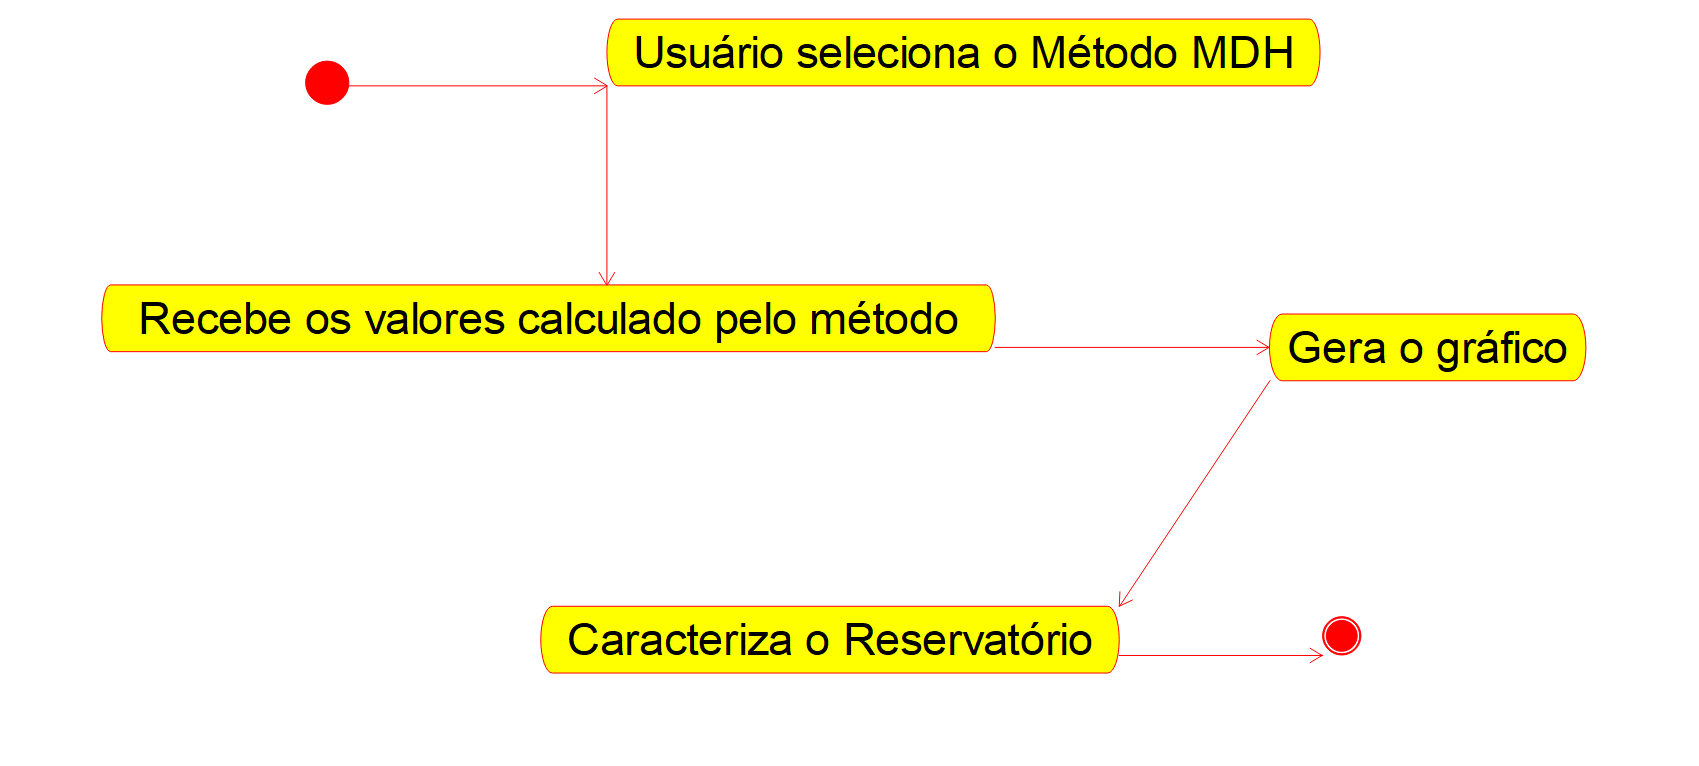 Usuário seleciona o Método MDH
Recebe os valores calculado pelo método
Gera o gráfico
Caracteriza o Reservatório